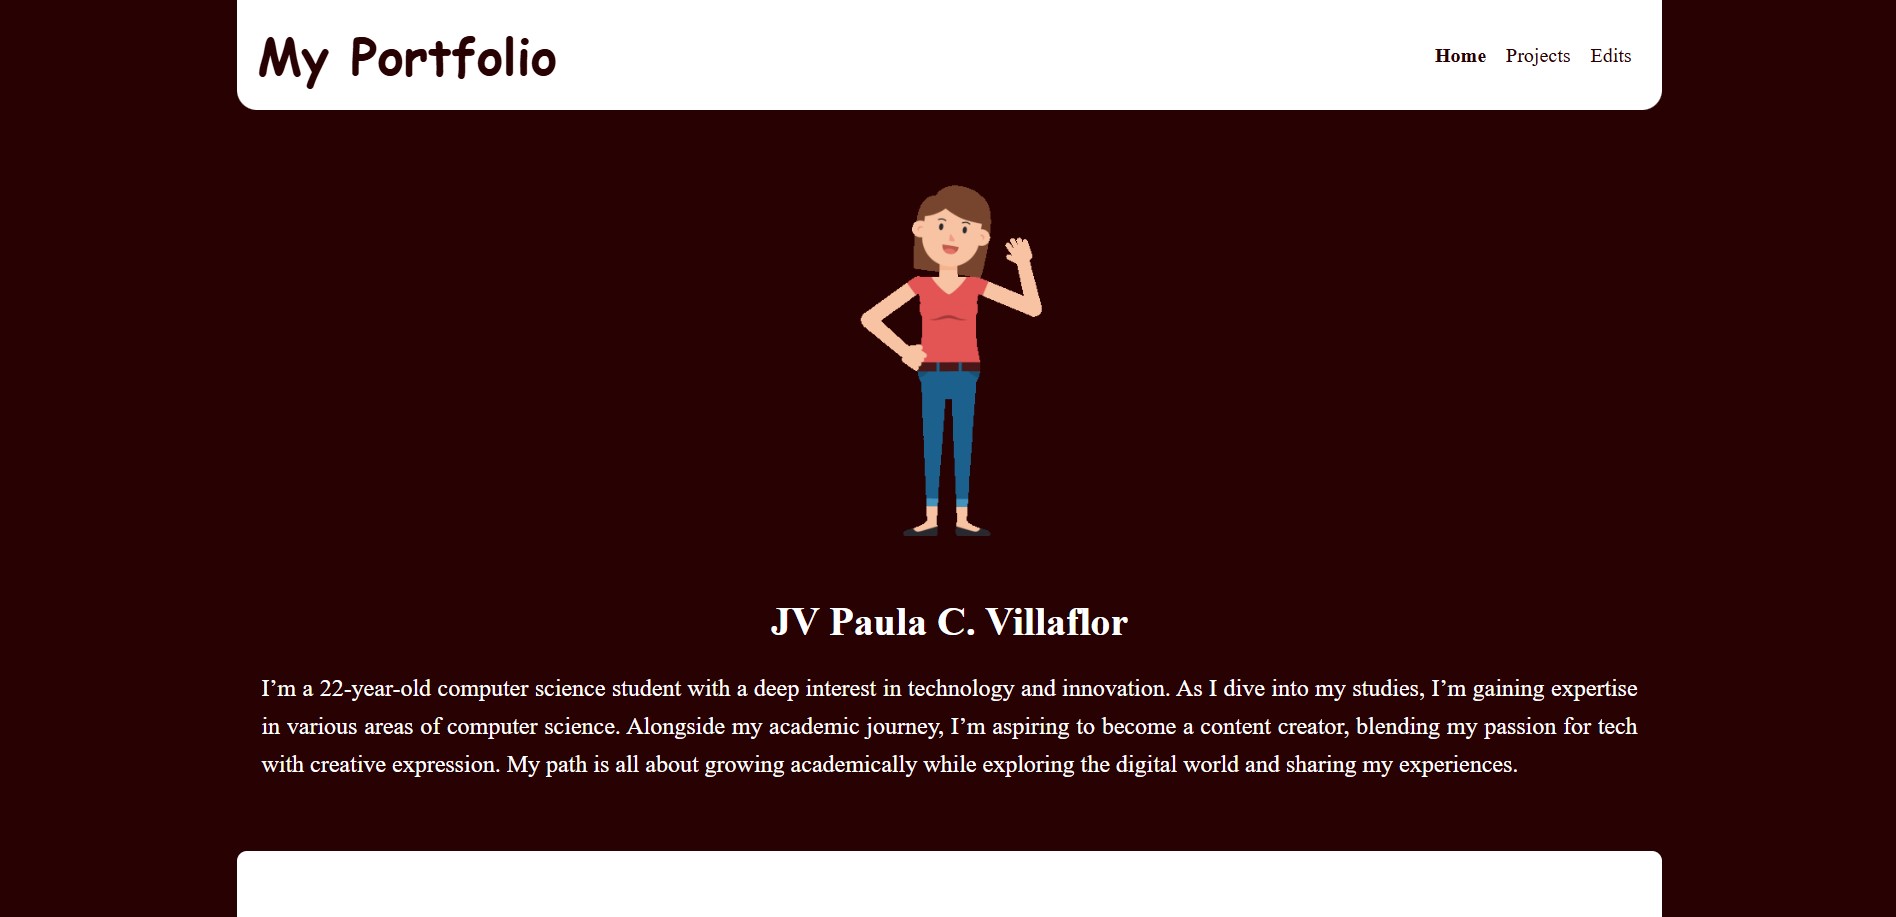 My Portfolio
Home Projects Edits
JV Paula C. Villaflor
I’m a 22-year-old computer science student with a deep interest in technology and innovation. As I dive into my studies, I’m gaining expertise
in various areas of computer science. Alongside my academic journey, I’m aspiring to become a content creator, blending my passion for tech
with creative expression. My path is all about growing academically while exploring the digital world and sharing my experiences.